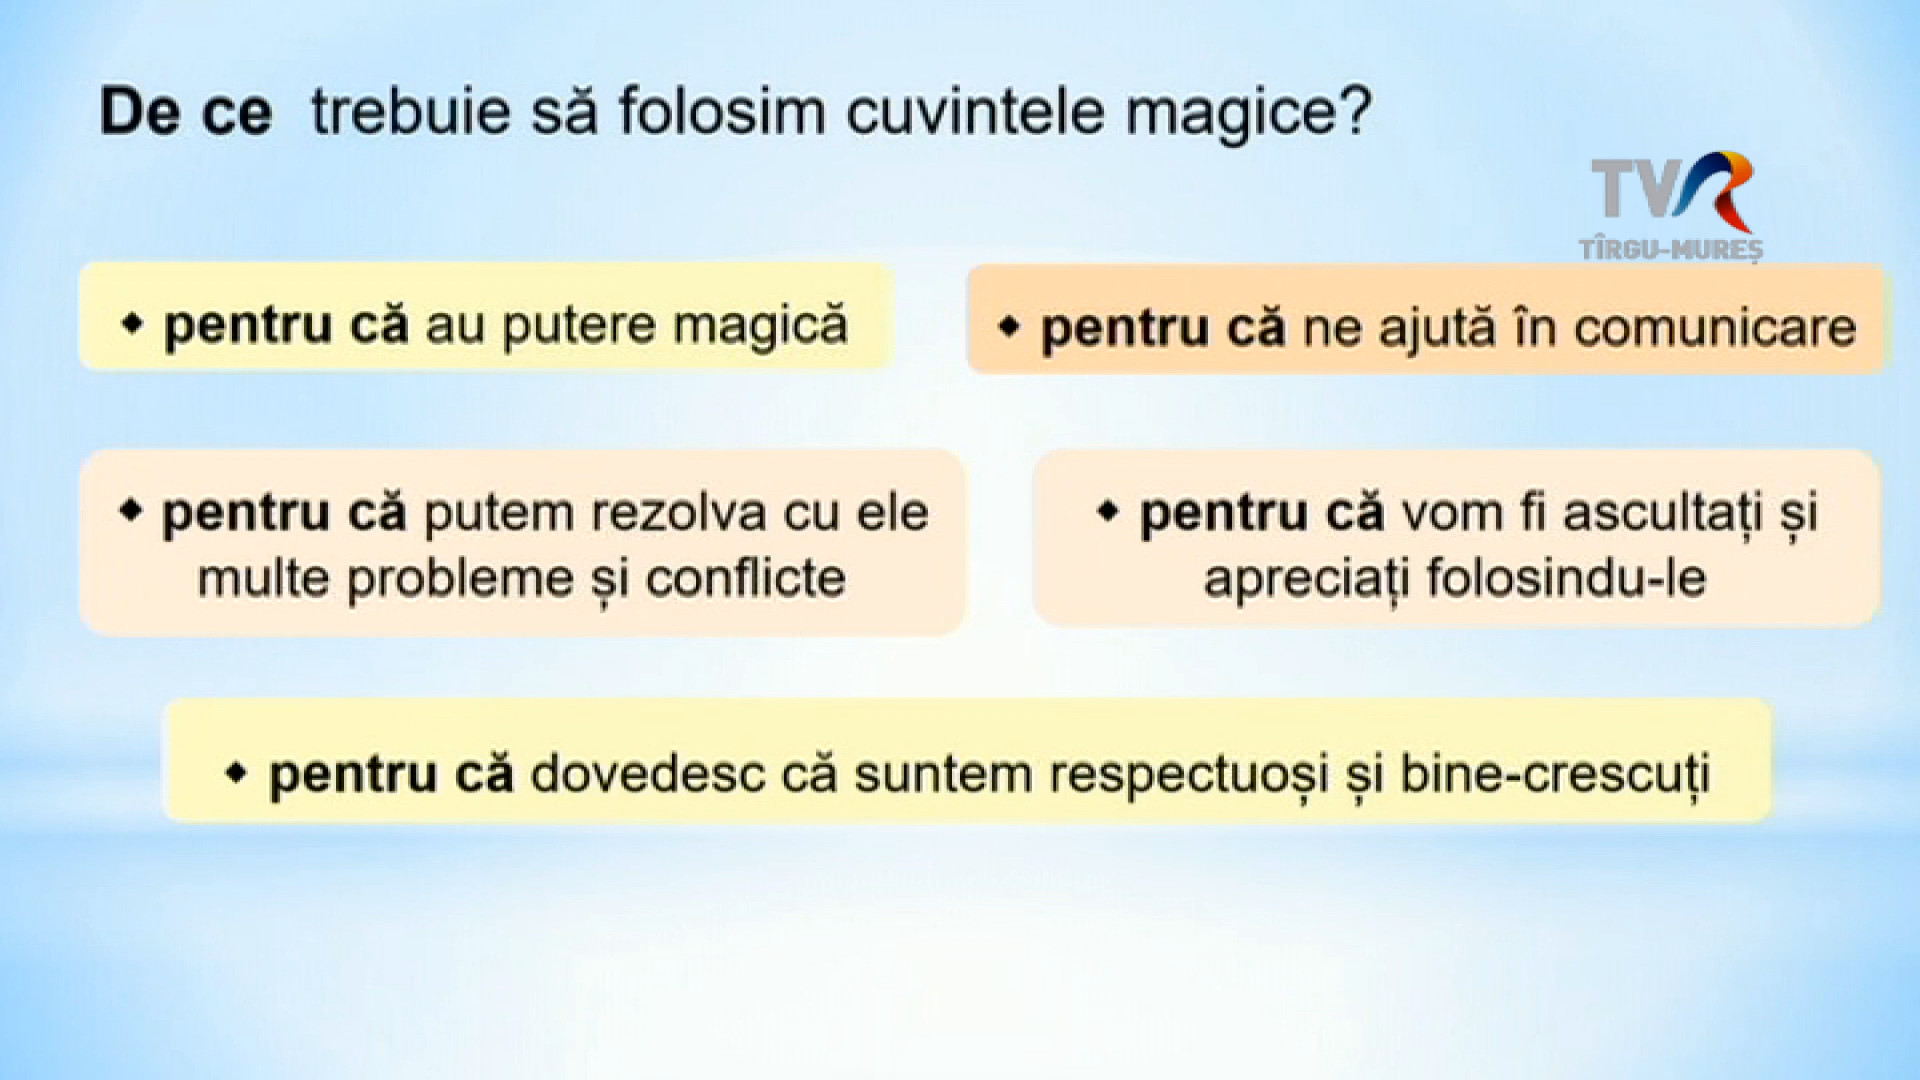 De ce trebuie să folosim cuvintele magice?
TVR
TÎRGU-MUREȘ
◆ pentru că au putere magică
◆ pentru că ne ajută în comunicare
◆ pentru că putem rezolva cu ele
multe probleme și conflicte
◆ pentru că vom fi ascultați și
apreciați folosindu-le
◆ pentru că dovedesc că suntem respectuoși și bine-crescuți